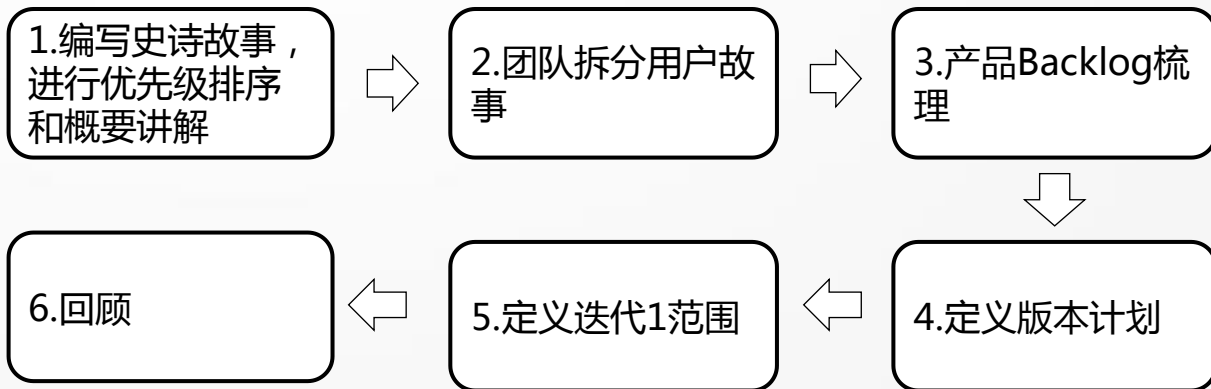 1.编写史诗故事，
进行优先级排序
和概要讲解
2.团队拆分用户故
事
3.产品Backlog梳
理
4.定义版本计划
5.定义迭代1范围
6.回顾